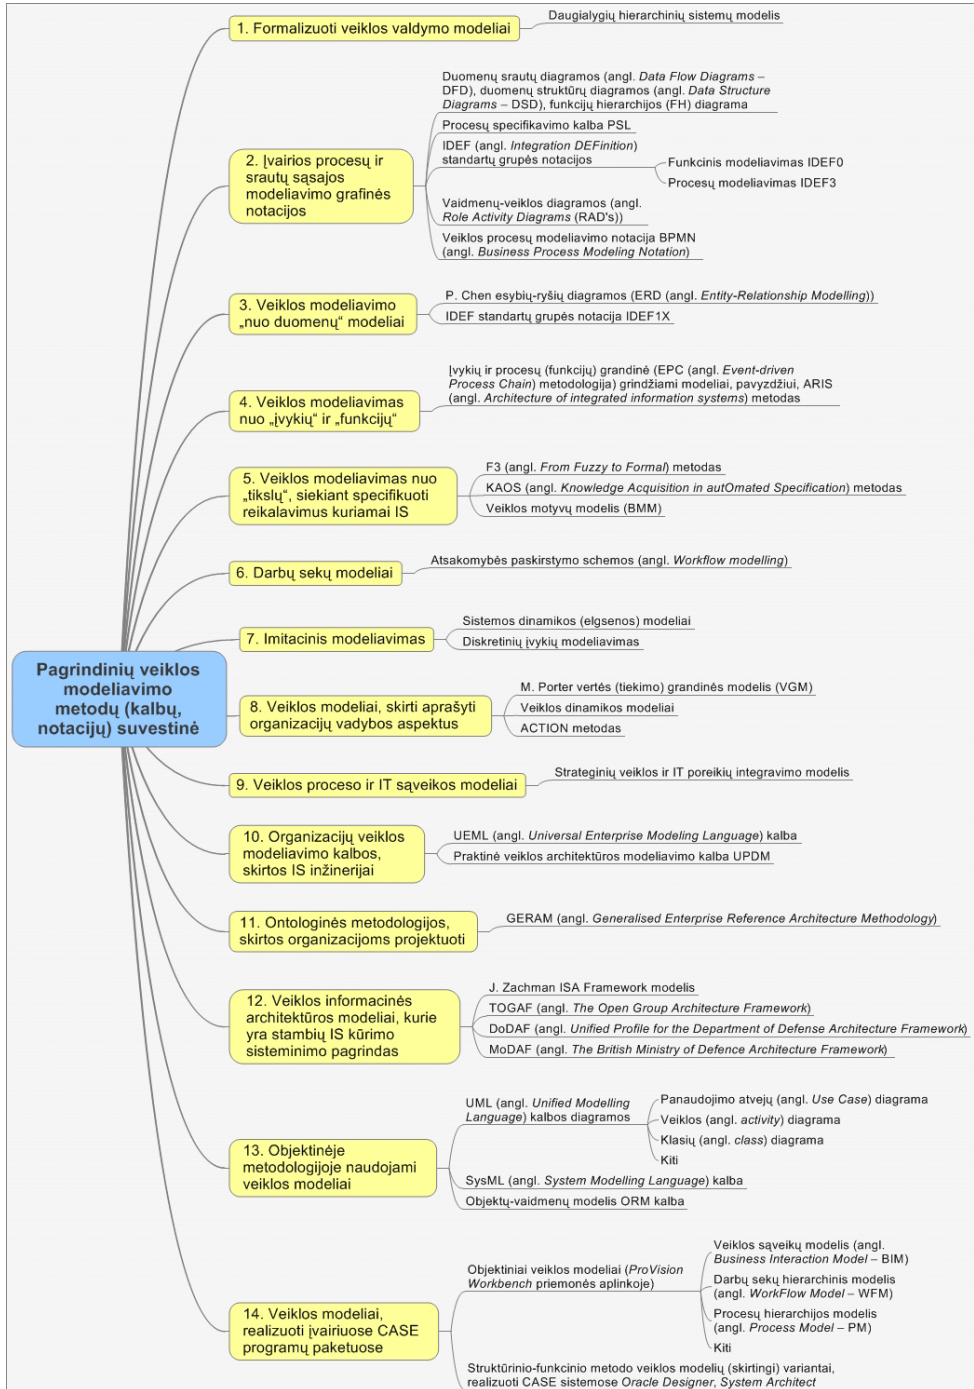 Pagrindinių veiklos
modeliavimo
metodų (kalbų,
notacijų) suvestinė
1. Formalizuoti veiklos valdymo modeliai
Daugialygių hierarchinių sistemų modelis
2. Įvairios procesų ir
srautų sąsajos
modeliavimo grafinės
notacijos
Duomenų srautų diagramos (angl. Data Flow Diagrams –
DFD), duomenų struktūrų diagramos (angl. Data Structure
Diagrams – DSD), funkcijų hierarchijos (FH) diagrama
Procesų specifikavimo kalba PSL
IDEF (angl. Integration DEFinition)
standartų grupės notacijos
Funkcinis modeliavimas IDEF0
Procesų modeliavimas IDEF3
Vaidmenų-veiklos diagramos (angl.
Role Activity Diagrams (RAD's))
Veiklos procesų modeliavimo notacija BPMN
(angl. Business Process Modeling Notation)
3. Veiklos modeliavimo
„nuo duomenų“ modeliai
P. Chen esybių-ryšių diagramos (ERD (angl. Entity-Relationship Modelling))
IDEF standartų grupės notacija IDEF1X
4. Veiklos modeliavimas
nuo „įvykių“ ir „funkcijų“
Įvykių ir procesų (funkcijų) grandinė (EPC (angl. Event-driven
Process Chain) metodologija) grindžiami modeliai, pavyzdžiui, ARIS
(angl. Architecture of integrated information systems) metodas
5. Veiklos modeliavimas nuo
„tikslų“, siekiant specifikuoti
reikalavimus kuriamai IS
F3 (angl. From Fuzzy to Formal) metodas
KAOS (angl. Knowledge Acquisition in autOmated Specification) metodas
Veiklos motyvų modelis (BMM)
6. Darbų sekų modeliai
Atsakomybės paskirstymo schemos (angl. Workflow modelling)
7. Imitacinis modeliavimas
Sistemos dinamikos (elgsenos) modeliai
Diskretinių įvykių modeliavimas
8. Veiklos modeliai, skirti aprašyti
organizacijų vadybos aspektus
M. Porter vertės (tiekimo) grandinės modelis (VGM)
Veiklos dinamikos modeliai
ACTION metodas
9. Veiklos proceso ir IT sąveikos modeliai
Strateginių veiklos ir IT poreikių integravimo modelis
10. Organizacijų veiklos
modeliavimo kalbos,
skirtos IS inžinerijai
UEML (angl. Universal Enterprise Modeling Language) kalba
Praktinė veiklos architektūros modeliavimo kalba UPDM
11. Ontologinės metodologijos,
skirtos organizacijoms projektuoti
GERAM (angl. Generalised Enterprise Reference Architecture Methodology)
12. Veiklos informacinės
architektūros modeliai, kurie
yra stambių IS kūrimo
sisteminimo pagrindas
J. Zachman ISA Framework modelis
TOGAF (angl. The Open Group Architecture Framework)
DoDAF (angl. Unified Profile for the Department of Defense Architecture Framework)
MoDAF (angl. The British Ministry of Defence Architecture Framework)
13. Objektinėje
metodologijoje naudojami
veiklos modeliai
UML (angl. Unified Modelling
Language) kalbos diagramos
Panaudojimo atvejų (angl. Use Case) diagrama
Veiklos (angl. activity) diagrama
Klasių (angl. class) diagrama
Kiti
SysML (angl. System Modelling Language) kalba
Objektų-vaidmenų modelis ORM kalba
14. Veiklos modeliai,
realizuoti įvairiuose CASE
programų paketuose
Objektiniai veiklos modeliai (ProVision
Workbench priemonės aplinkoje)
Veiklos sąveikų modelis (angl.
Business Interaction Model – BIM)
Darbų sekų hierarchinis modelis
(angl. WorkFlow Model – WFM)
Procesų hierarchijos modelis
(angl. Process Model – PM)
Kiti
Struktūrinio-funkcinio metodo veiklos modelių (skirtingi) variantai,
realizuoti CASE sistemose Oracle Designer, System Architect